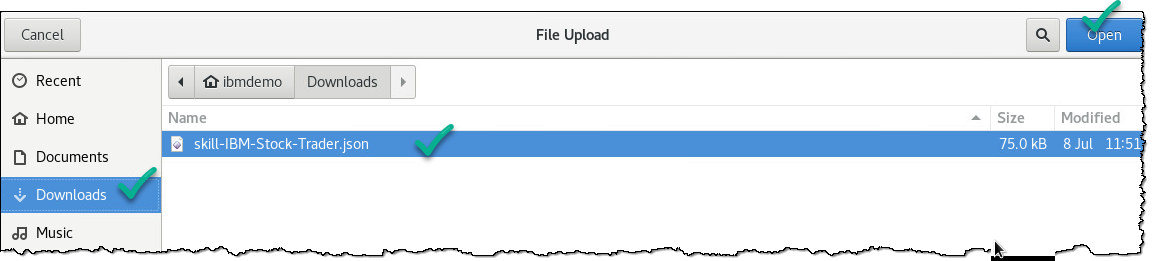 Cancel File Upload Open
Recent ibmdemo Downloads
Home Name Size Modified
skill-IBM-Stock-Trader.json 75.0 kB 8 Jul 11:51
Documents
Downloads
Music